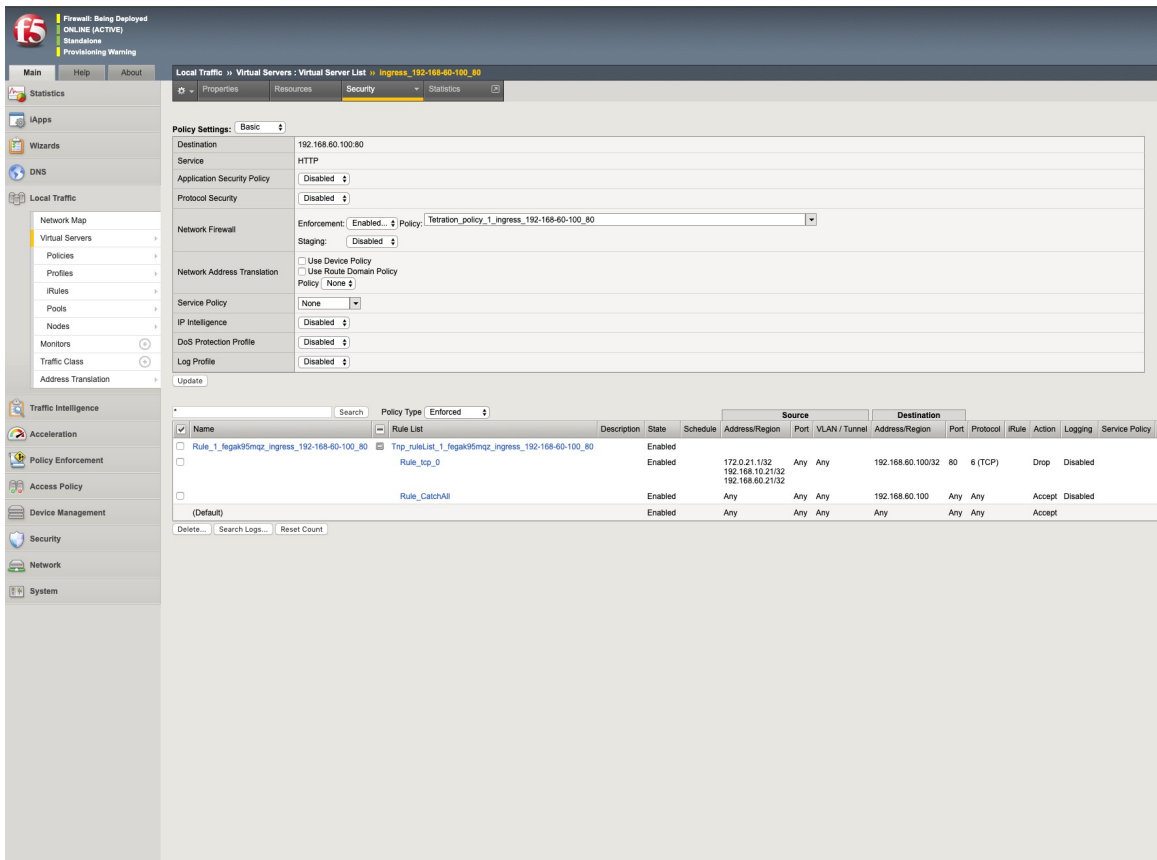 f5
Firewall: Being Deployed
ONLINE (ACTIVE)
Standalone
Provisioning Warning
Main Help About
Local Traffic » Virtual Servers : Virtual Server List » ingress_192-168-60-100_80
Properties Resources Security Statistics
Statistics
iApps
Wizards
DNS
Local Traffic
Network Map
Virtual Servers
Policies
Profiles
iRules
Pools
Nodes
Monitors
Traffic Class
Address Translation
Traffic Intelligence
Acceleration
Policy Enforcement
Access Policy
Device Management
Security
Network
System
Policy Settings: Basic
Destination 192.168.60.100:80
Service HTTP
Application Security Policy Disabled
Protocol Security Disabled
Network Firewall Enforcement: Enabled... Policy: Tetration_policy_1_ingress_192-168-60-100_80
Staging: Disabled
Network Address Translation Use Device Policy
Use Route Domain Policy
Policy None
Service Policy None
IP Intelligence Disabled
DoS Protection Profile Disabled
Log Profile Disabled
Update
* Search Policy Type Enforced
Source Destination
Name Rule List Description State Schedule Address/Region Port VLAN / Tunnel Address/Region Port Protocol iRule Action Logging Service Policy
Rule_1_fegak95mqz_ingress_192-168-60-100_80 Tnp_ruleList_1_fegak95mqz_ingress_192-168-60-100_80 Enabled
Rule_tcp_0 Enabled 172.0.21.1/32 Any Any 192.168.60.100/32 80 6 (TCP) Drop Disabled
192.168.10.21/32
192.168.60.21/32
Rule_CatchAll Enabled Any Any Any 192.168.60.100 Any Any Accept Disabled
(Default) Enabled Any Any Any Any Any Any Accept
Delete... Search Logs... Reset Count